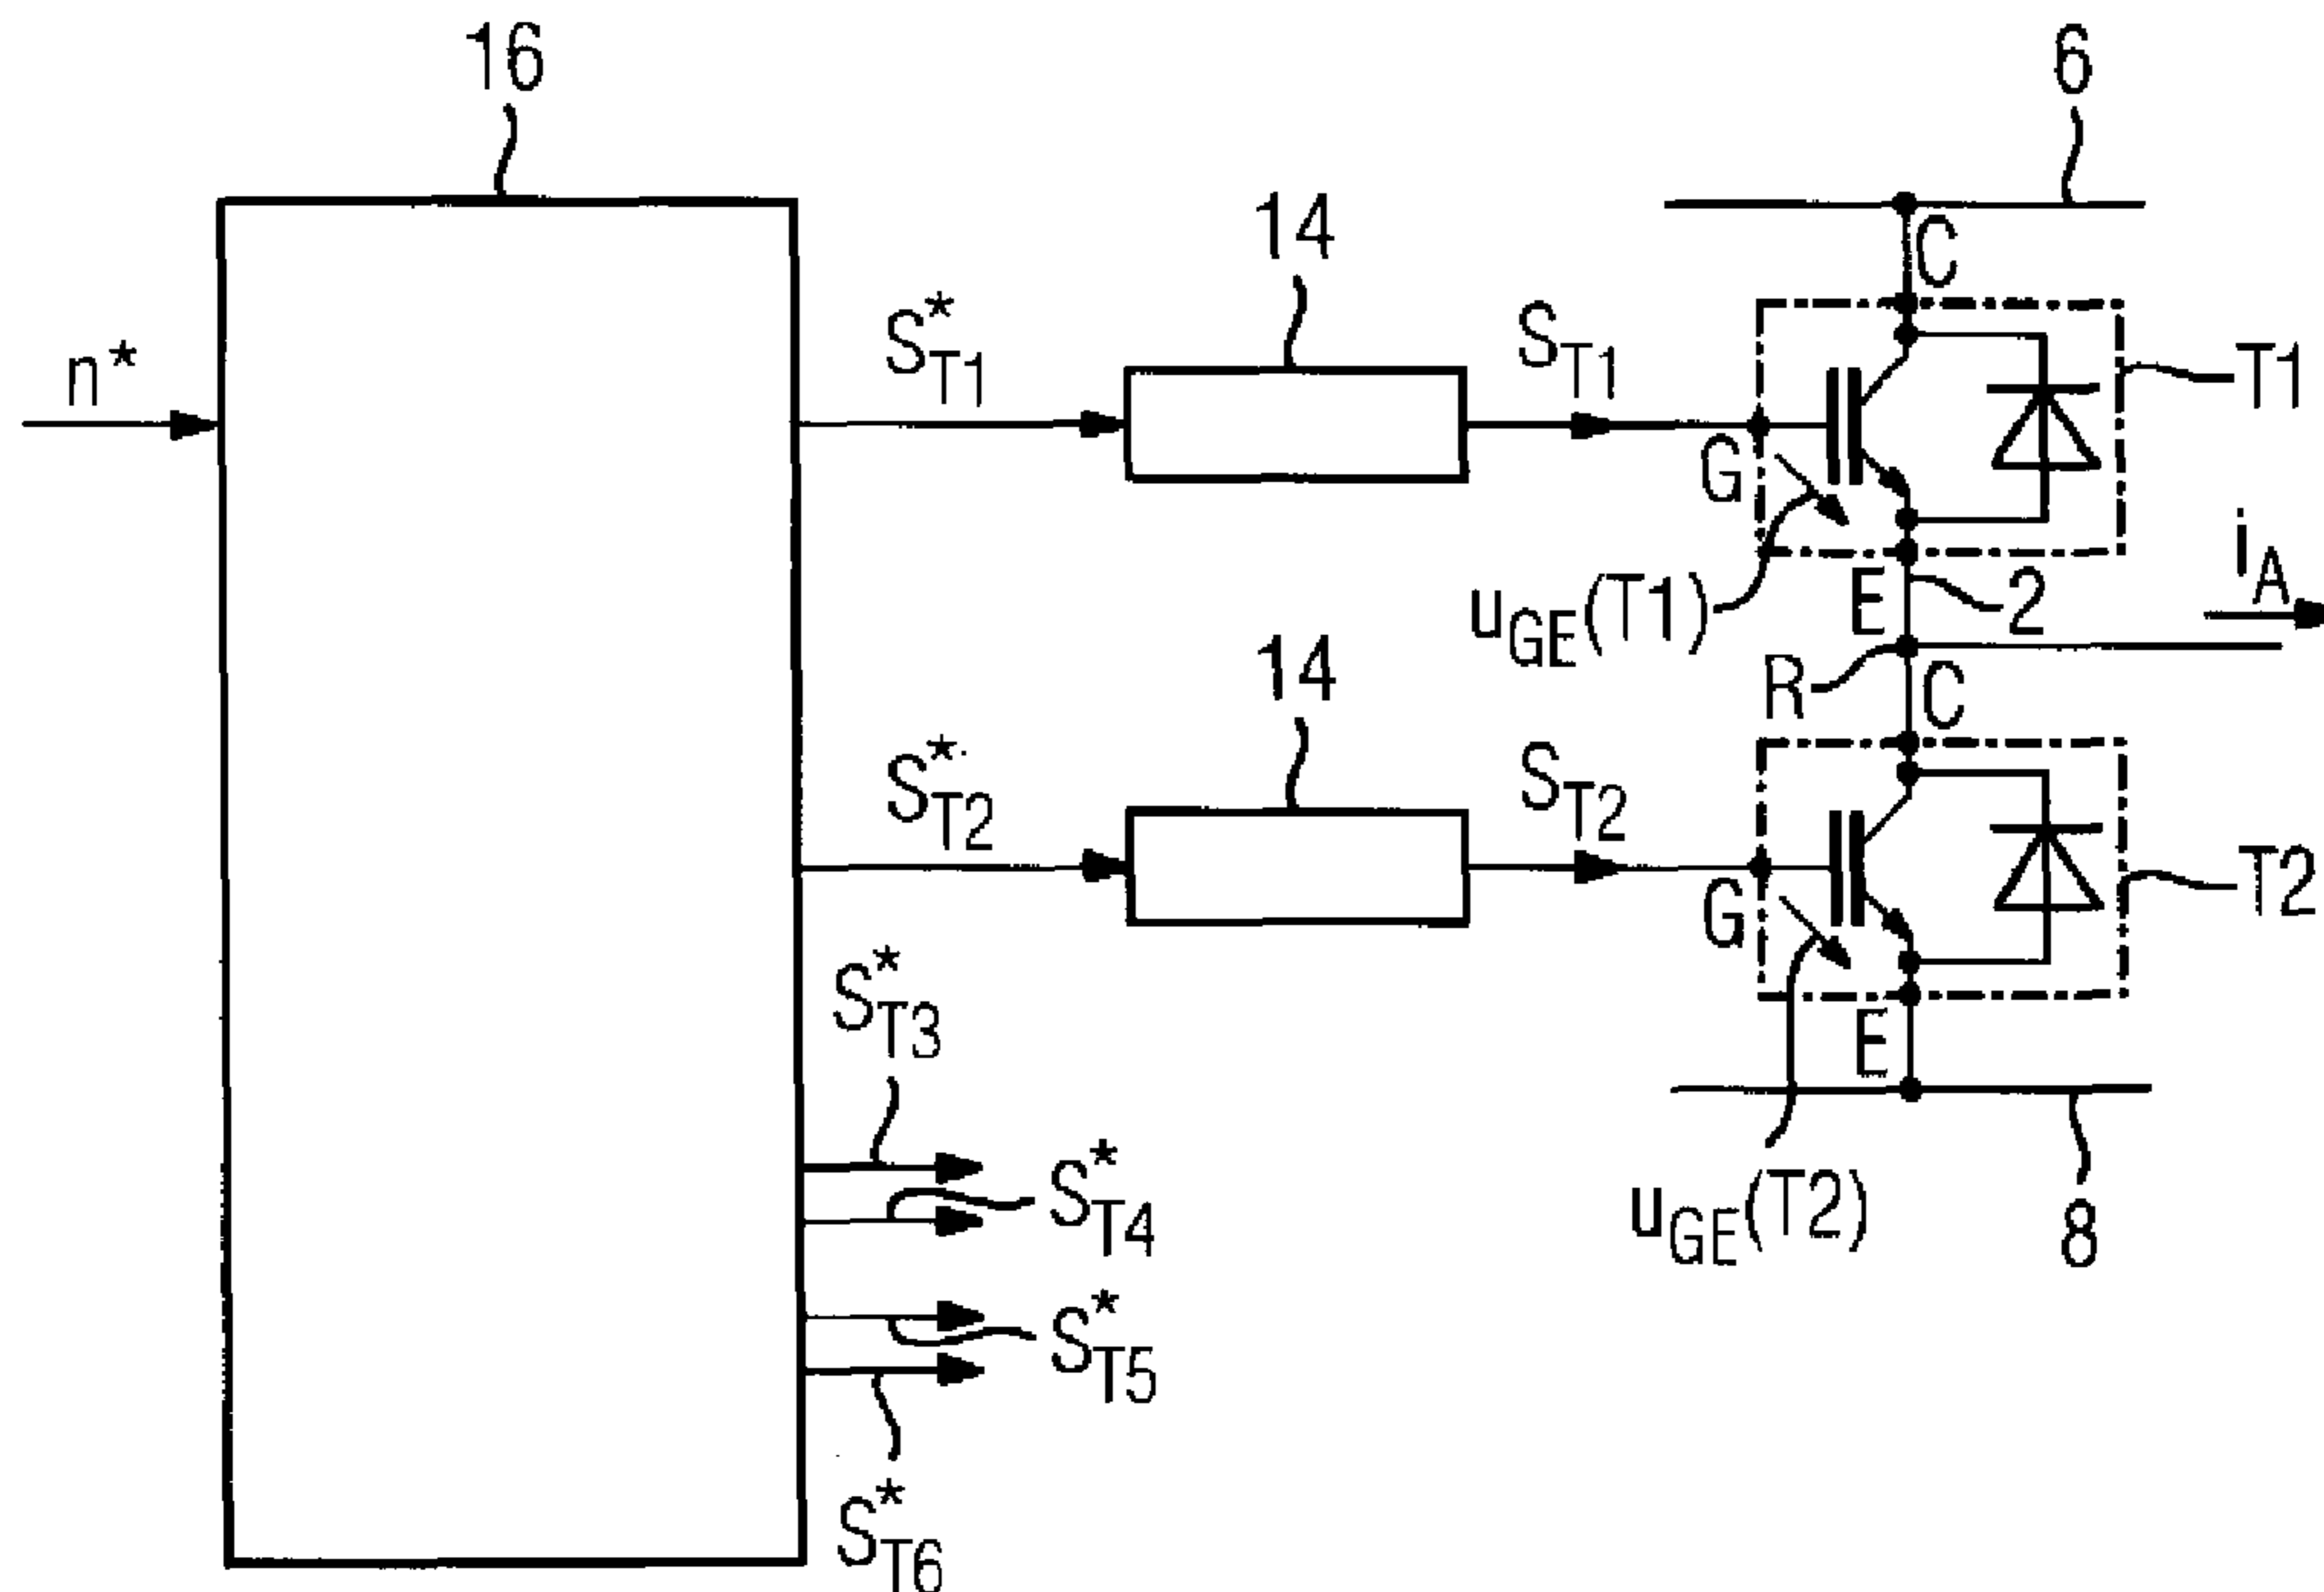 16
6
14
C
S*T1
ST1
n*
T1
G
iA
uGE(T1)
E
2
14
R
C
S*T2
ST2
T2
G
S*T3
E
S*T4
uGE(T2)
8
S*T5
S*T6